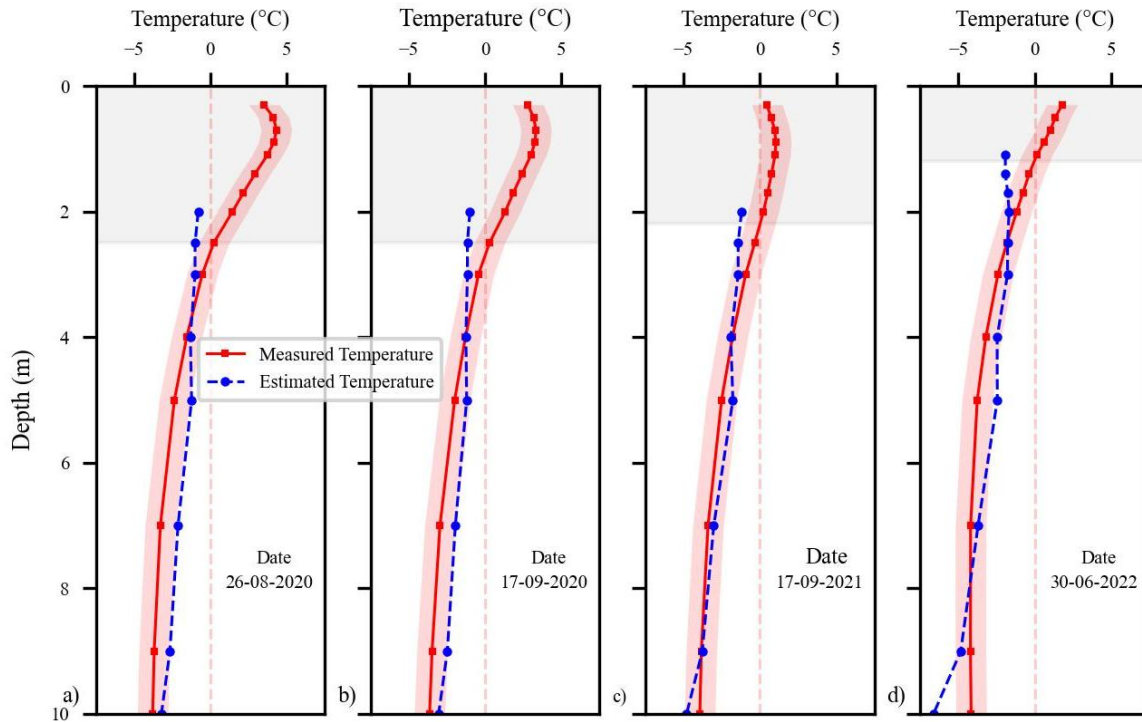 Temperature (°C) Temperature (°C) Temperature (°C) Temperature (°C)
−5 0 5 −5 0 5 −5 0 5 −5 0 5
0
2
4
6
8
10
Depth (m)
Measured Temperature
Estimated Temperature
Date
26-08-2020
Date
17-09-2020
Date
17-09-2021
Date
30-06-2022
a) b) c) d)